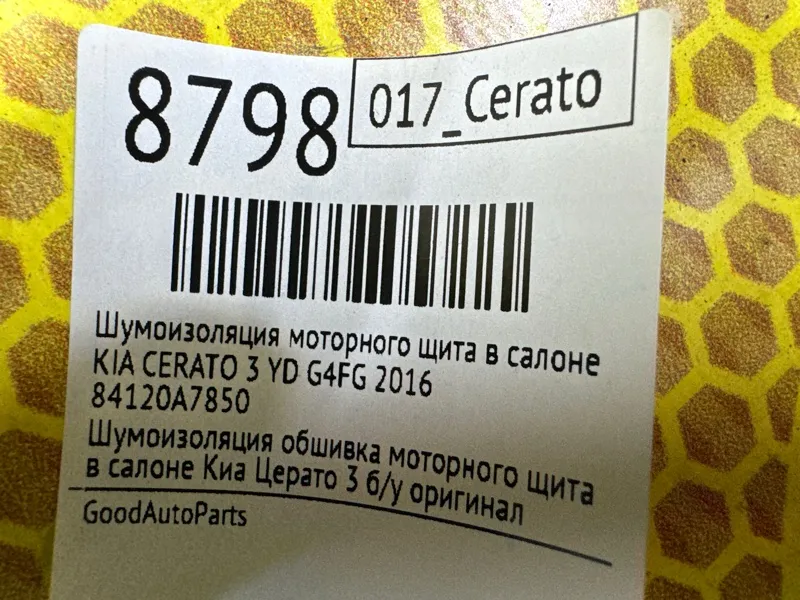 8798
017_Cerato
Шумоизоляция моторного щита в салоне
KIA CERATO 3 YD G4FG 2016
84120A7850
Шумоизоляция обшивка моторного щита
в салоне Киа Церато 3 б/у оригинал
GoodAutoParts